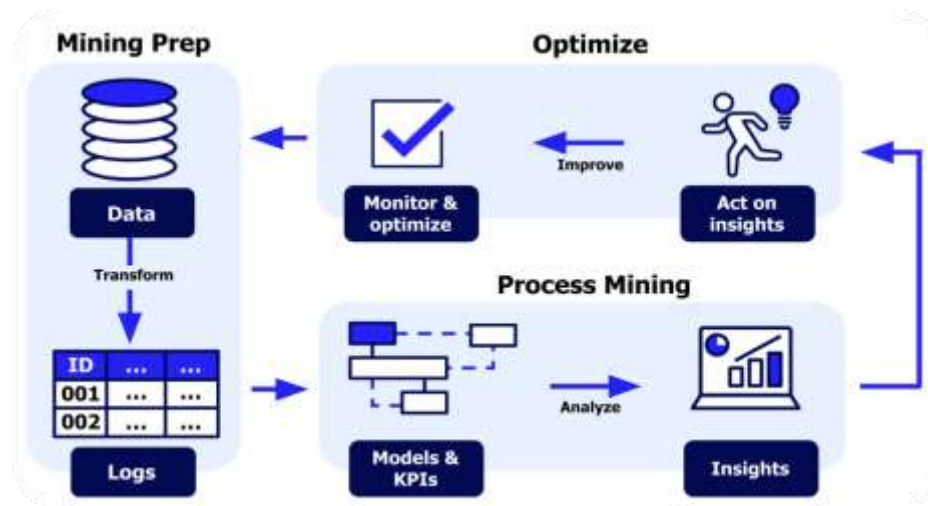 Mining Prep
Data
Transform
ID ... ...
001 ... ...
002 ... ...
Logs
Optimize
Monitor &
optimize
Improve
Act on
insights
Process Mining
Models &
KPIs
Analyze
Insights